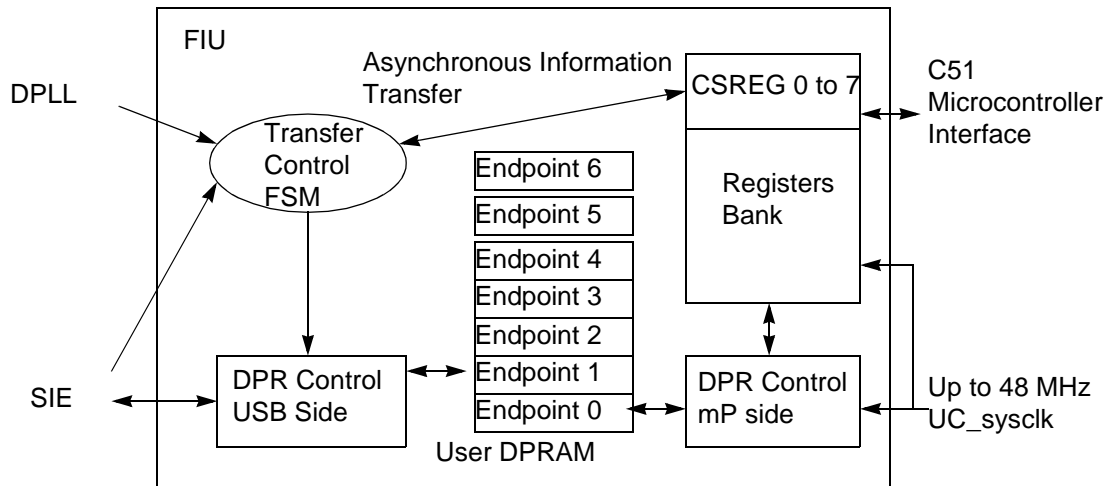 FIU
DPLL
Asynchronous Information
Transfer
CSREG 0 to 7
C51
Microcontroller
Interface
Transfer
Control
FSM
Endpoint 6
Endpoint 5
Endpoint 4
Endpoint 3
Endpoint 2
Endpoint 1
Endpoint 0
Registers
Bank
SIE
DPR Control
USB Side
User DPRAM
DPR Control
mP side
Up to 48 MHz
UC_sysclk